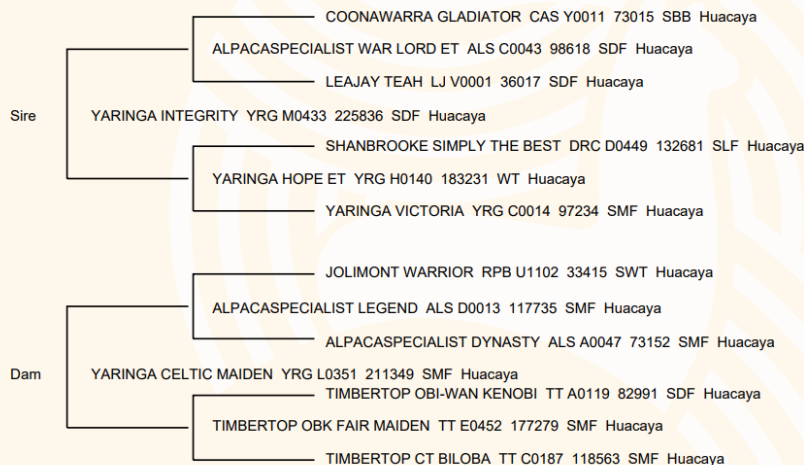 COONAWARRA GLADIATOR CAS Y0011 73015 SBB Huacaya
ALPACASPECIALIST WAR LORD ET ALS C0043 98618 SDF Huacaya
LEAJAY TEAH LJ V0001 36017 SDF Huacaya
Sire YARINGA INTEGRITY YRG M0433 225836 SDF Huacaya
SHANBROOKE SIMPLY THE BEST DRC D0449 132681 SLF Huacaya
YARINGA HOPE ET YRG H0140 183231 WT Huacaya
YARINGA VICTORIA YRG C0014 97234 SMF Huacaya
JOLIMONT WARRIOR RPB U1102 33415 SWT Huacaya
ALPACASPECIALIST LEGEND ALS D0013 117735 SMF Huacaya
ALPACASPECIALIST DYNASTY ALS A0047 73152 SMF Huacaya
Dam YARINGA CELTIC MAIDEN YRG L0351 211349 SMF Huacaya
TIMBERTOP OBI-WAN KENOBI TT A0119 82991 SDF Huacaya
TIMBERTOP OBK FAIR MAIDEN TT E0452 177279 SMF Huacaya
TIMBERTOP CT BILOBA TT C0187 118563 SMF Huacaya